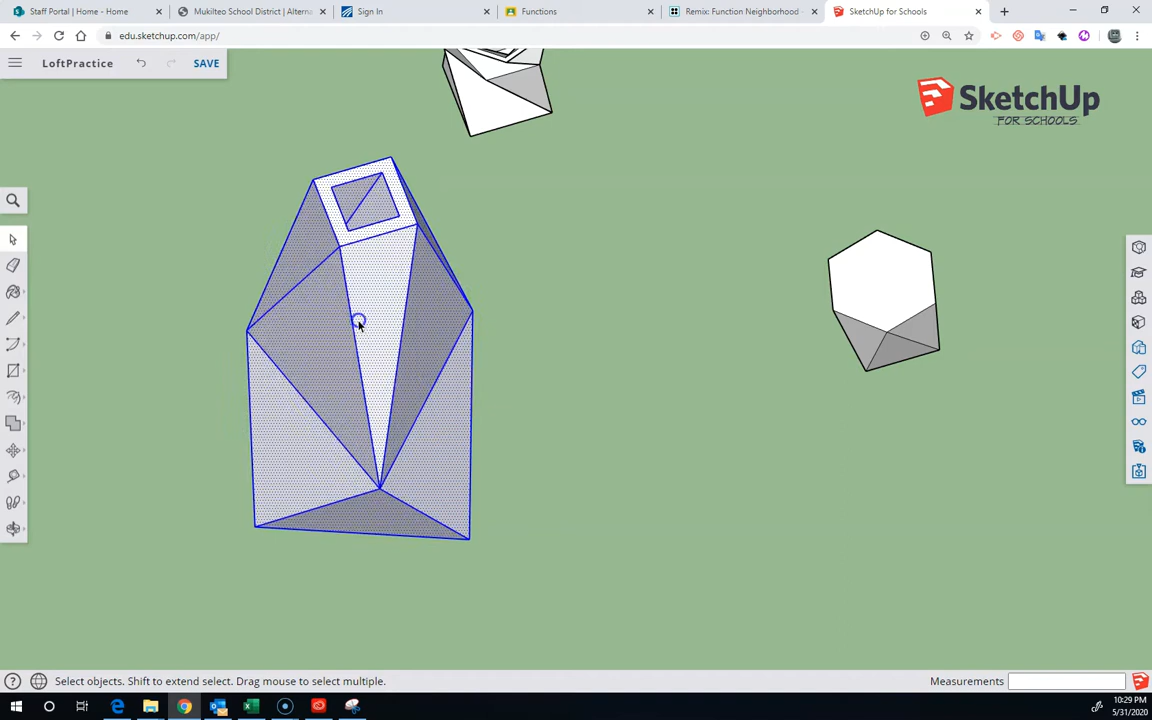 Staff Portal | Home - Home
Mukilteo School District | Alterna
Sign In
Functions
Remix: Function Neighborhood -
SketchUp for Schools
edu.sketchup.com/app/
LoftPractice
SAVE
SketchUp
FOR SCHOOLS
Select objects. Shift to extend select. Drag mouse to select multiple.
Measurements
10:29 PM
5/31/2020